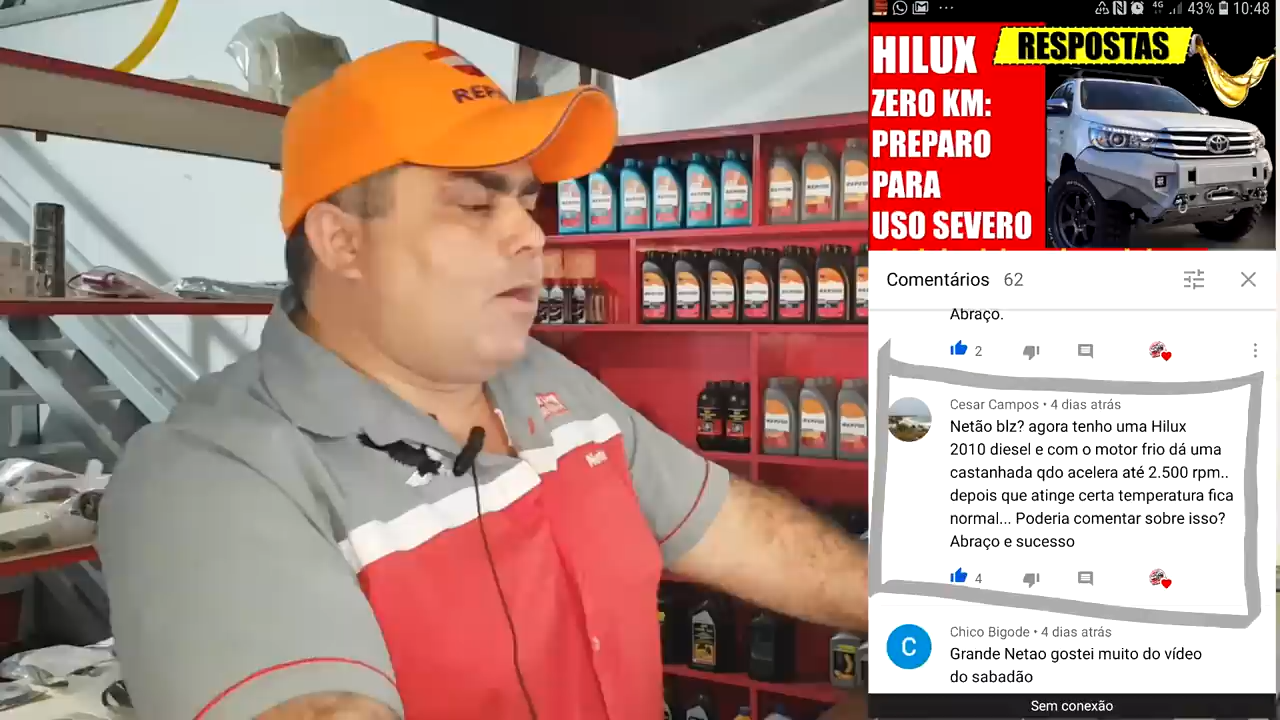 43% 10:48
4G
HILUX
RESPOSTAS
ZERO KM:
PREPARO
PARA
USO SEVERO
Comentários 62
Abraço.
2
Cesar Campos • 4 dias atrás
Netão blz? agora tenho uma Hilux
2010 diesel e com o motor frio dá uma
castanhada qdo acelera até 2.500 rpm..
depois que atinge certa temperatura fica
normal... Poderia comentar sobre isso?
Abraço e sucesso
4
C
Chico Bigode • 4 dias atrás
Grande Netao gostei muito do vídeo
do sabadão
Sem conexão